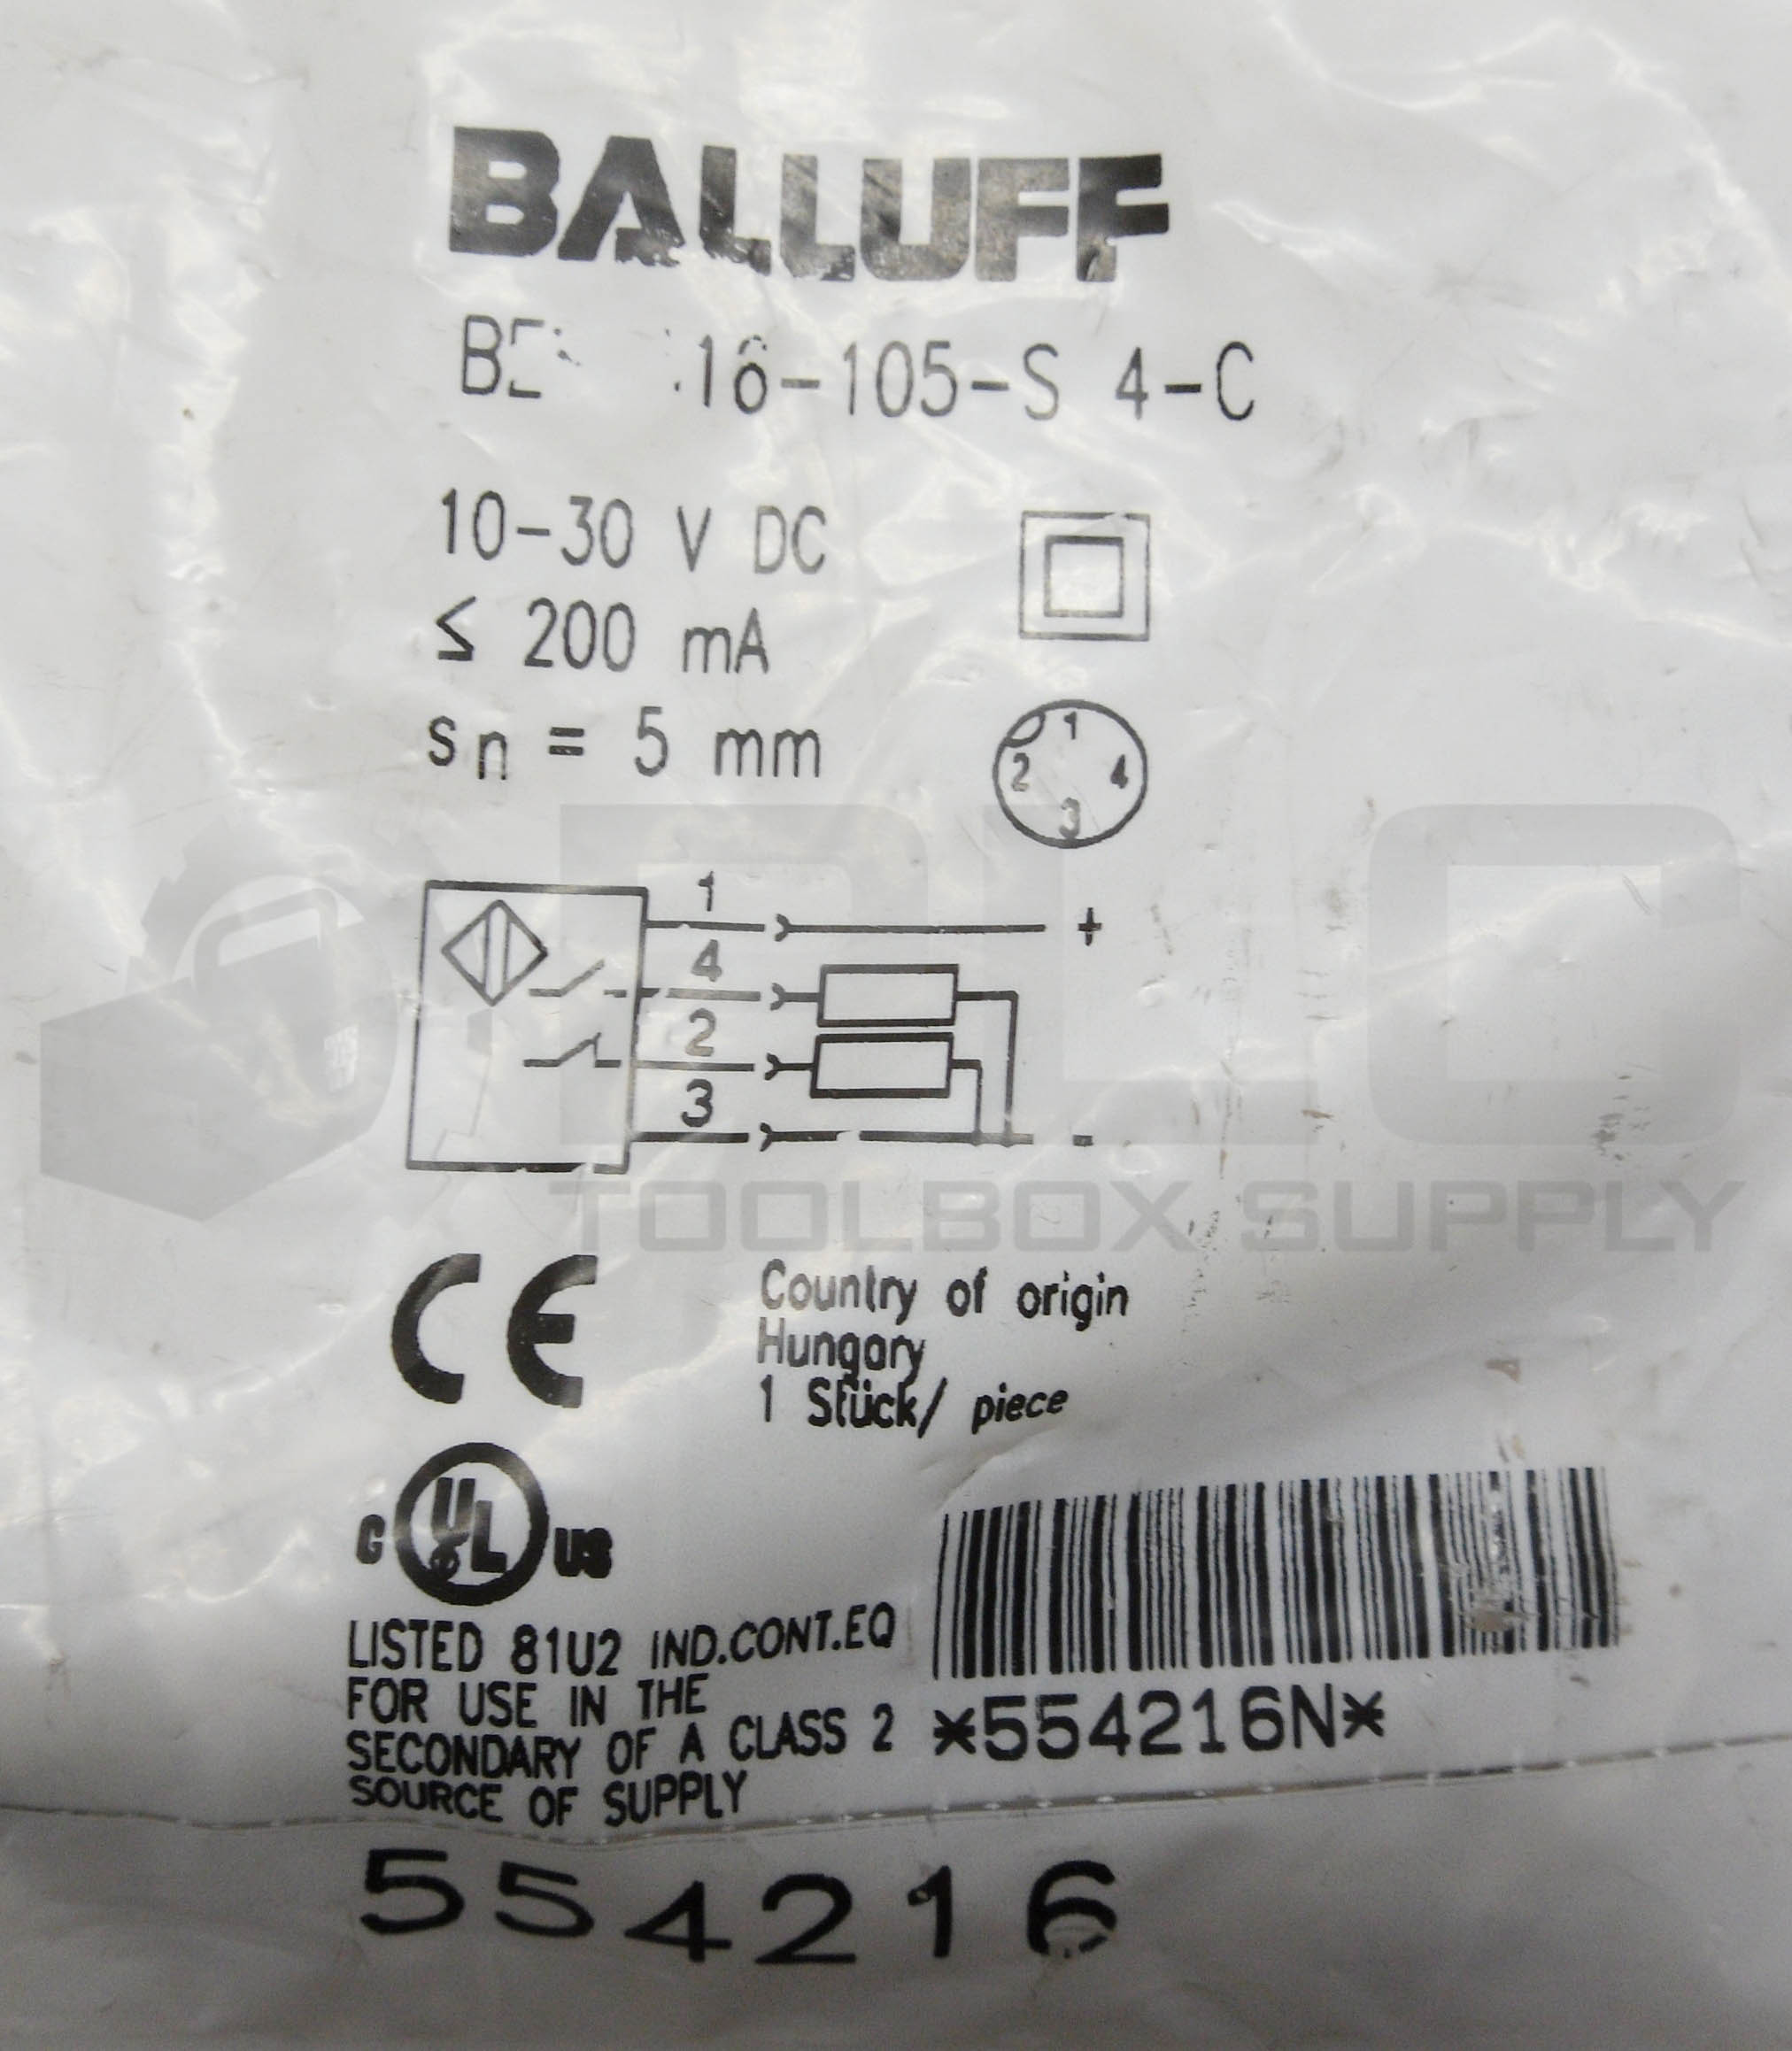 BALLUFF
16-105-S 4-C
10-30 V DC
≤ 200 mA
sn = 5 mm
1
2 4
3
1 +
4
2
3 -
PLC
TOOLBOX SUPPLY
CE
Country of origin
Hungary
1 Stück/ piece
C UL US
LISTED 81U2 IND.CONT.EQ
FOR USE IN THE
SECONDARY OF A CLASS 2
SOURCE OF SUPPLY
*554216N*
554216